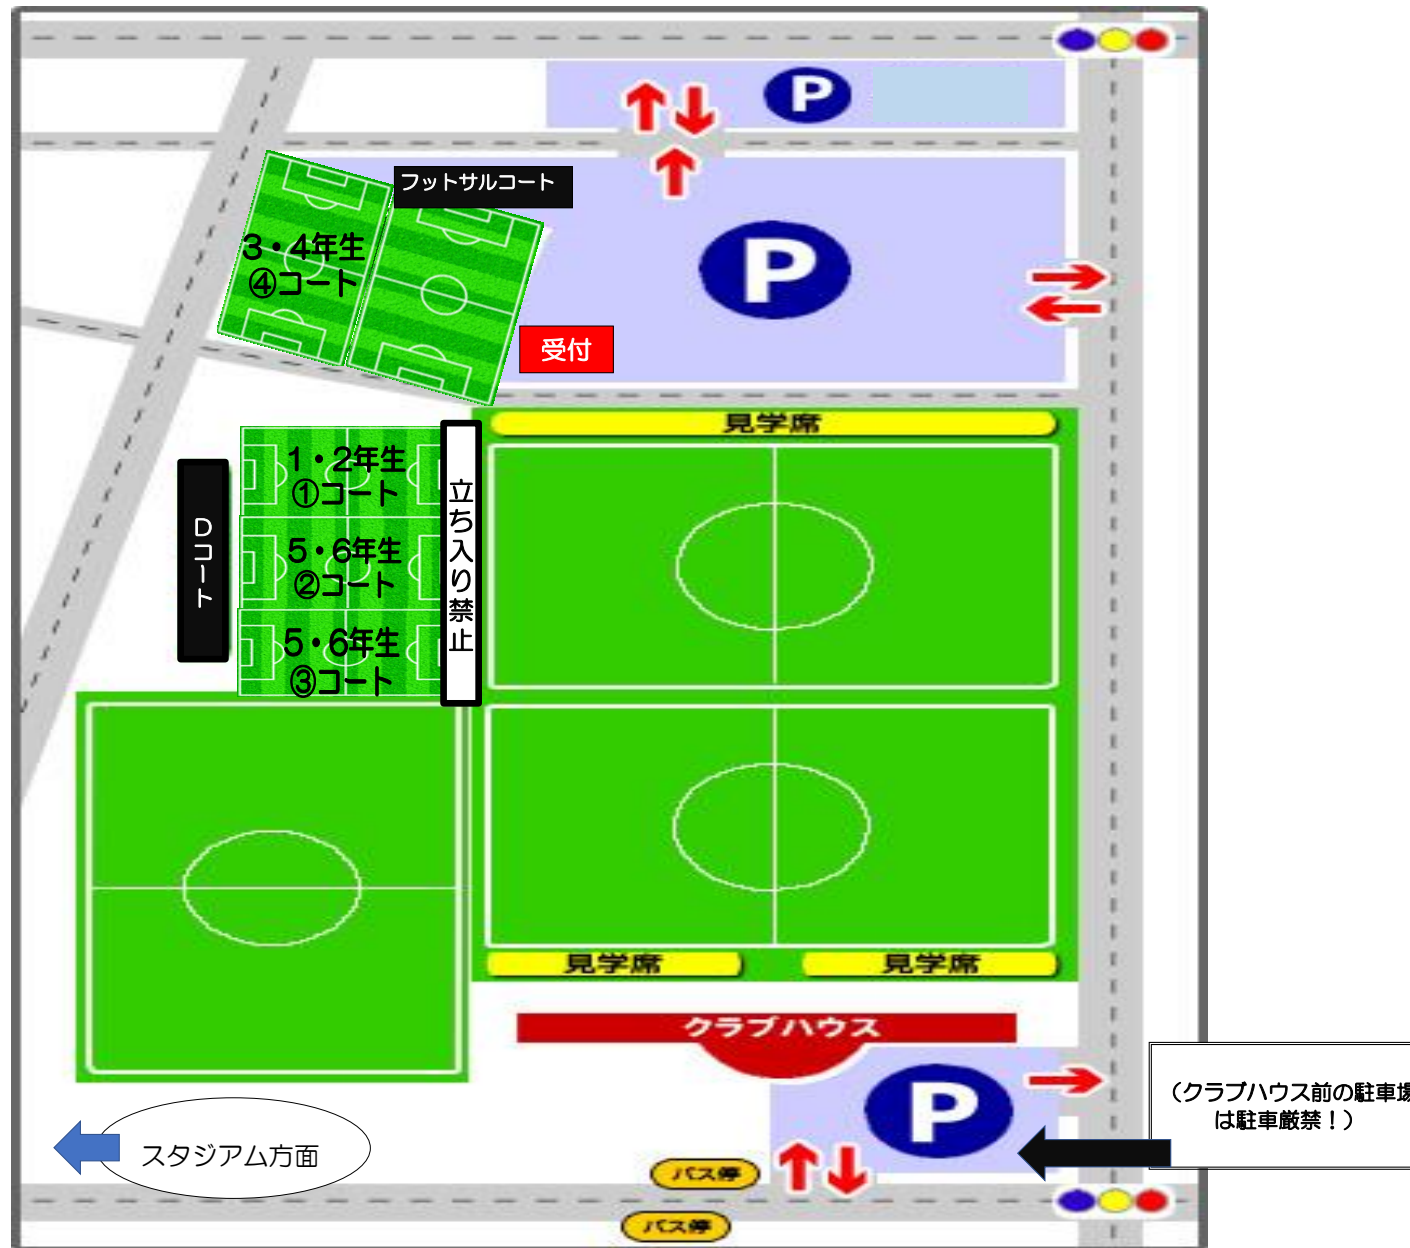 P
フットサルコート
P
3・4年生
④コート
受付
見学席
1・2年生
①コート
立ち入り禁止
Dコート
5・6年生
②コート
5・6年生
③コート
見学席
見学席
クラブハウス
P
(クラブハウス前の駐車場
は駐車厳禁!)
スタジアム方面
バス停
バス停